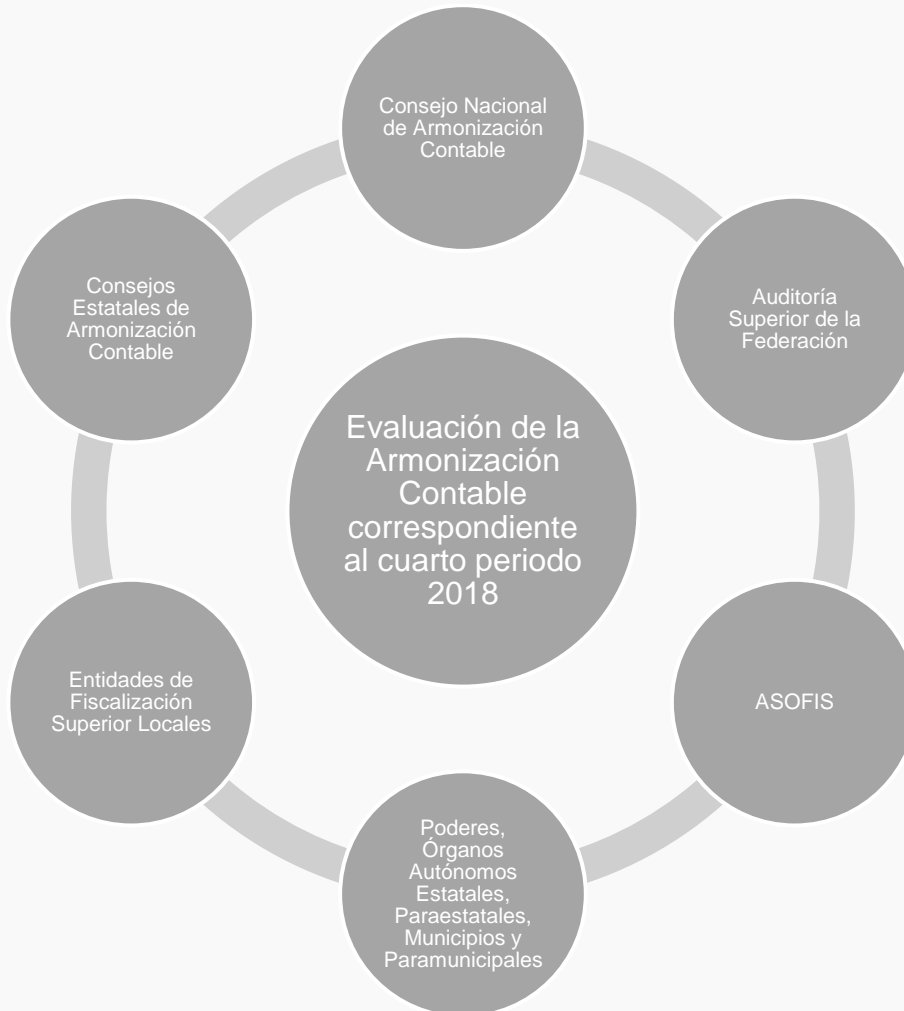 Consejo Nacional
de Armonización
Contable
Auditoría
Superior de la
Federación
ASOFIS
Poderes,
Órganos
Autónomos
Estatales,
Paraestatales,
Municipios y
Paramunicipales
Entidades de
Fiscalización
Superior Locales
Consejos
Estatales de
Armonización
Contable
Evaluación de la
Armonización
Contable
correspondiente
al cuarto periodo
2018